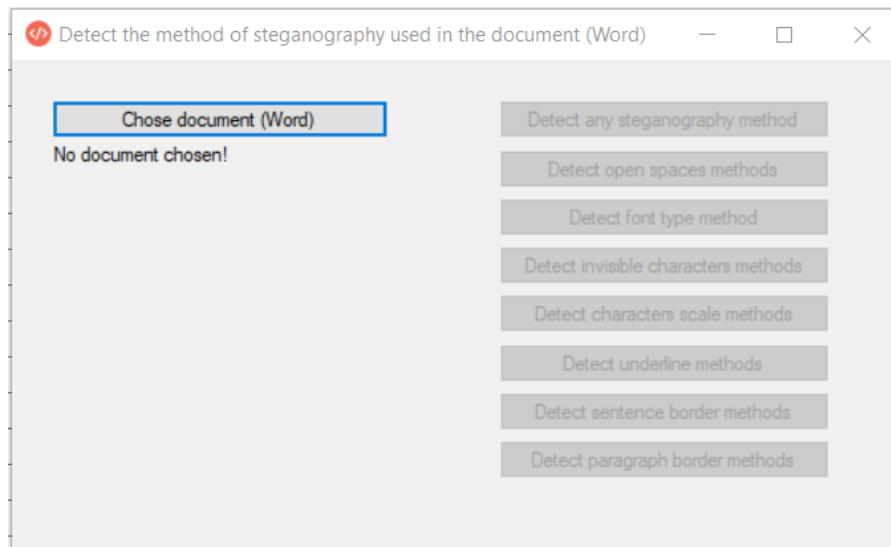 Detect the method of steganography used in the document (Word)
Chose document (Word)
No document chosen!
Detect any steganography method
Detect open spaces methods
Detect font type method
Detect invisible characters methods
Detect characters scale methods
Detect underline methods
Detect sentence border methods
Detect paragraph border methods